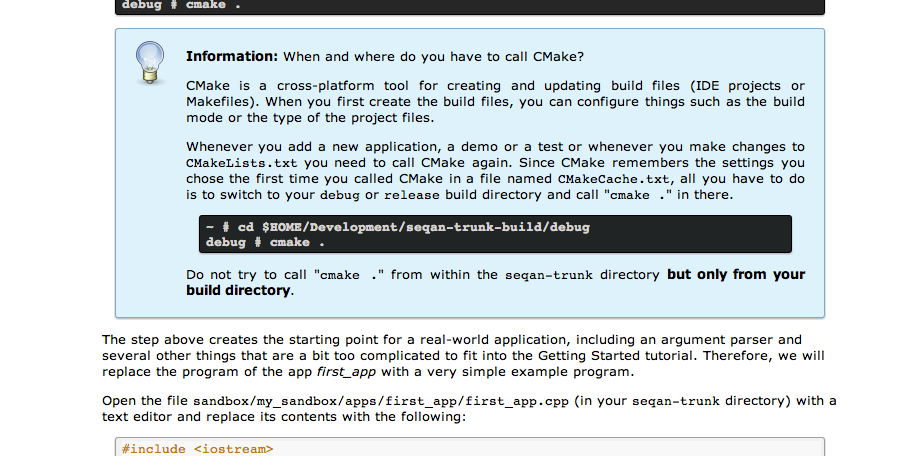 debug # cmake .
Information: When and where do you have to call CMake?
CMake is a cross-platform tool for creating and updating build files (IDE projects or
Makefiles). When you first create the build files, you can configure things such as the build
mode or the type of the project files.
Whenever you add a new application, a demo or a test or whenever you make changes to
CMakeLists.txt you need to call CMake again. Since CMake remembers the settings you
chose the first time you called CMake in a file named CMakeCache.txt, all you have to do
is to switch to your debug or release build directory and call "cmake ." in there.
~ # cd $HOME/Development/seqan-trunk-build/debug
debug # cmake .
Do not try to call "cmake ." from within the seqan-trunk directory but only from your
build directory.
The step above creates the starting point for a real-world application, including an argument parser and
several other things that are a bit too complicated to fit into the Getting Started tutorial. Therefore, we will
replace the program of the app first_app with a very simple example program.
Open the file sandbox/my_sandbox/apps/first_app/first_app.cpp (in your seqan-trunk directory) with a
text editor and replace its contents with the following:
#include <iostream>